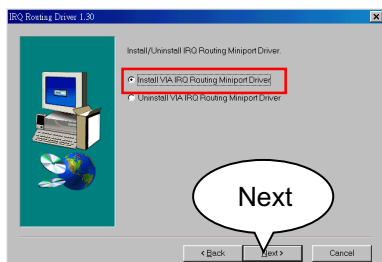 IRQ Routing Driver 1.30
Install/Uninstall IRQ Routing Miniport Driver.
Install VIA IRQ Routing Miniport Driver
Uninstall VIA IRQ Routing Miniport Driver
Next
< Back
Next >
Cancel